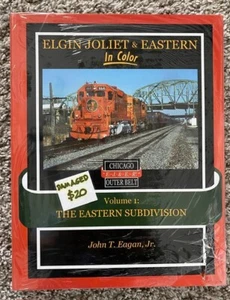 ELGIN JOLIET & EASTERN
In Color
CHICAGO
OUTER BELT
DAMAGED
$20
Volume 1:
THE EASTERN SUBDIVISION
John T. Eagan, Jr.